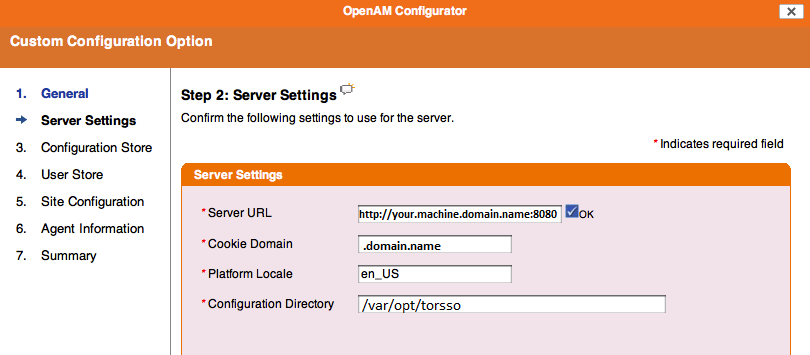 OpenAM Configurator
Custom Configuration Option
1. General
Server Settings
3. Configuration Store
4. User Store
5. Site Configuration
6. Agent Information
7. Summary
Step 2: Server Settings
Confirm the following settings to use for the server.
* Indicates required field
Server Settings
* Server URL http://your.machine.domain.name:8080 OK
* Cookie Domain .domain.name
* Platform Locale en_US
* Configuration Directory /var/opt/torsso